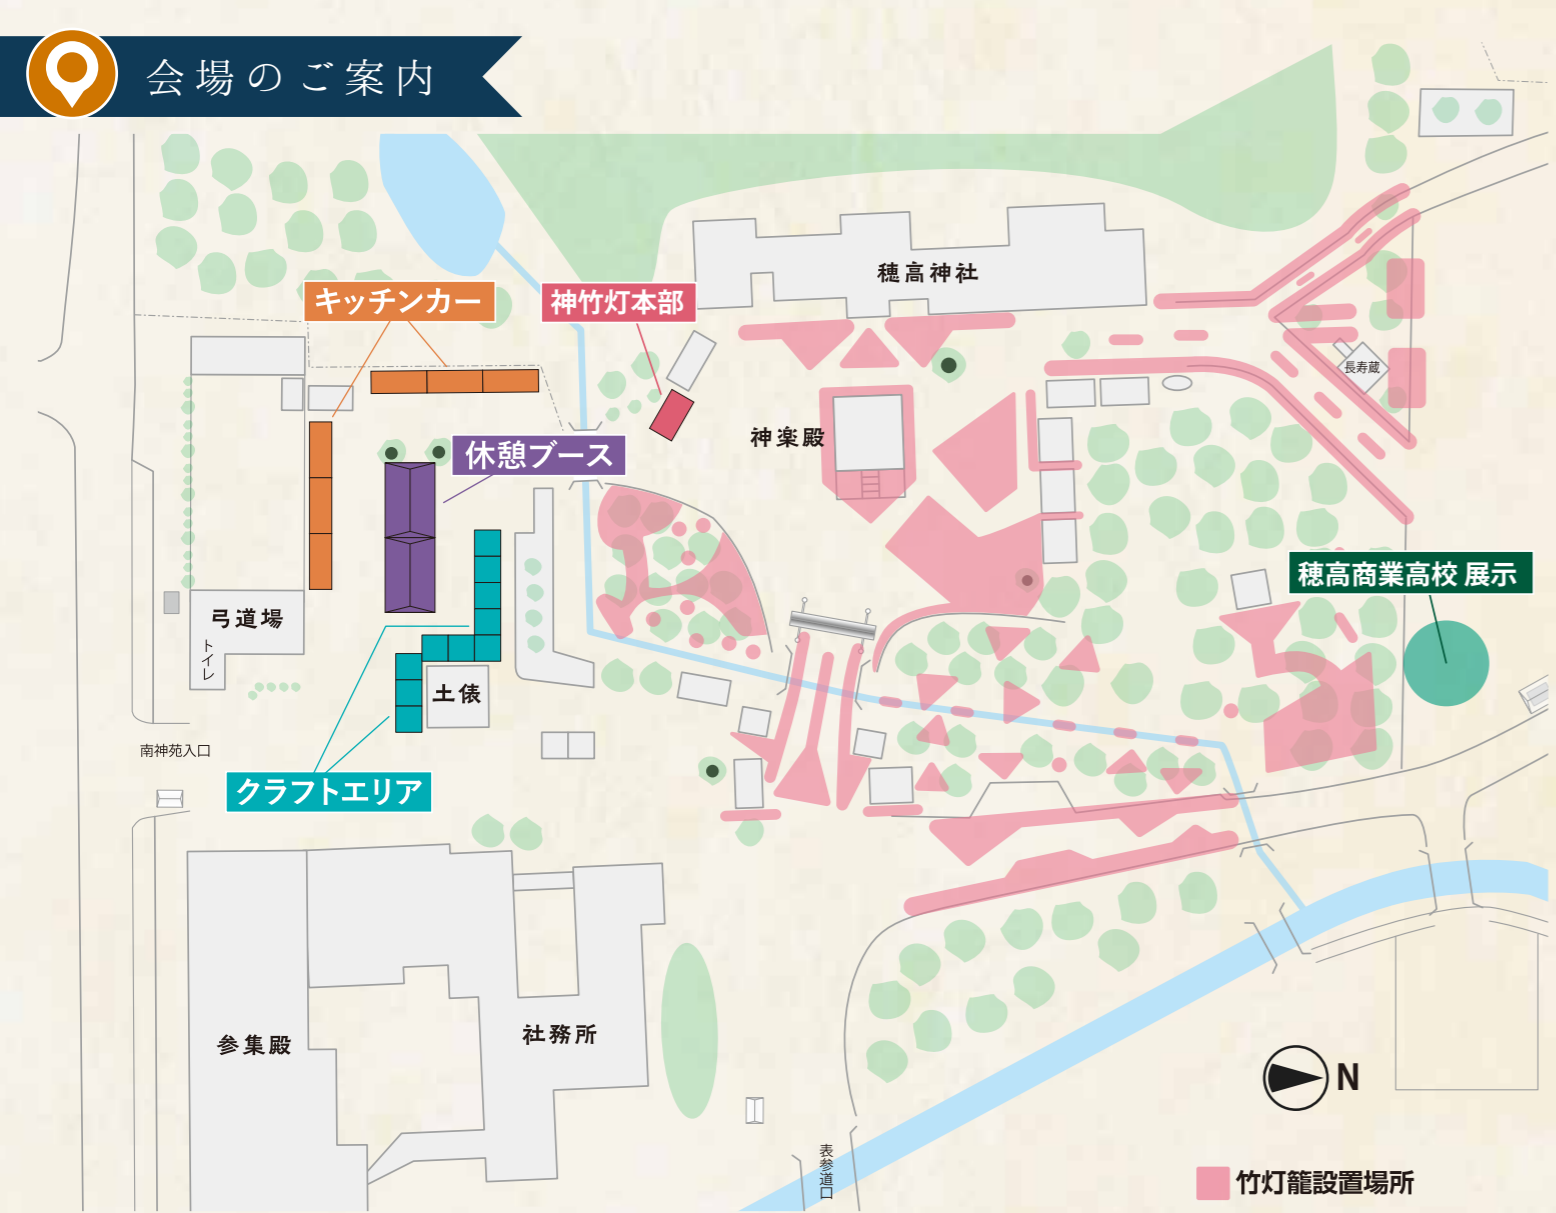 会場のご案内
穂高神社
キッチンカー
神竹灯本部
長寿蔵
神楽殿
休憩ブース
穂高商業高校 展示
弓道場
トイレ
土俵
南神苑入口
クラフトエリア
参集殿
社務所
N
表参道口
竹灯籠設置場所